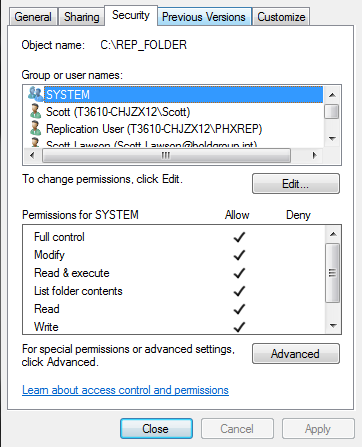 General Sharing Security Previous Versions Customize
Object name: C:\REP_FOLDER
Group or user names:
SYSTEM
Scott (T3610-CHJZX12\Scott)
Replication User (T3610-CHJZX12\PHXREP)
Scott Lawson (Scott.Lawson@boldgroup.int)
To change permissions, click Edit.
Edit...
Permissions for SYSTEM Allow Deny
Full control
Modify
Read & execute
List folder contents
Read
Write
For special permissions or advanced settings,
click Advanced.
Advanced
Learn about access control and permissions
Close Cancel Apply